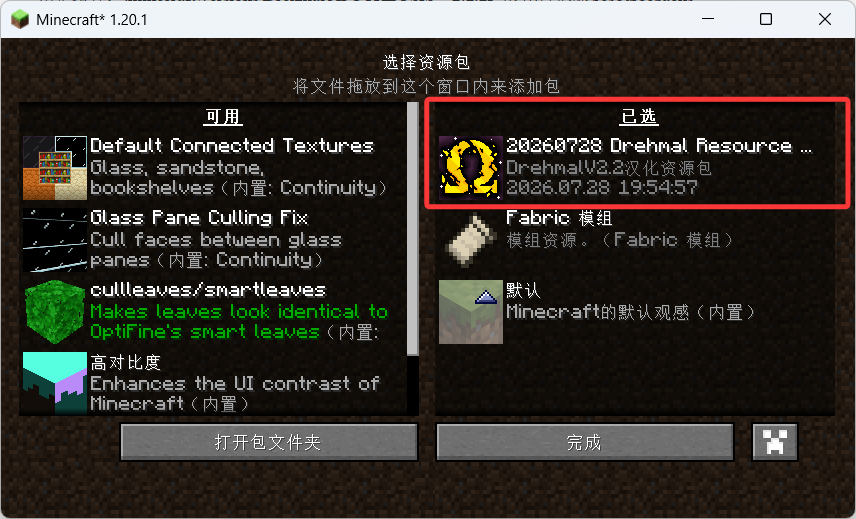 Minecraft* 1.20.1
选择资源包
将文件拖放到这个窗口内来添加包
可用
Default Connected Textures
Glass, sandstone,
bookshelves（内置: Continuity）
Glass Pane Culling Fix
Cull faces between glass
panes（内置: Continuity）
cullleaves/smartleaves
Makes leaves look identical to
OptiFine's smart leaves（内置:
高对比度
Enhances the UI contrast of
Minecraft（内置）
已选
20260728 Drehmal Resource ...
DrehmalV2.2汉化资源包
2026.07.28 19:54:57
Fabric 模组
模组资源。（Fabric 模组）
默认
Minecraft的默认观感（内置）
打开包文件夹
完成